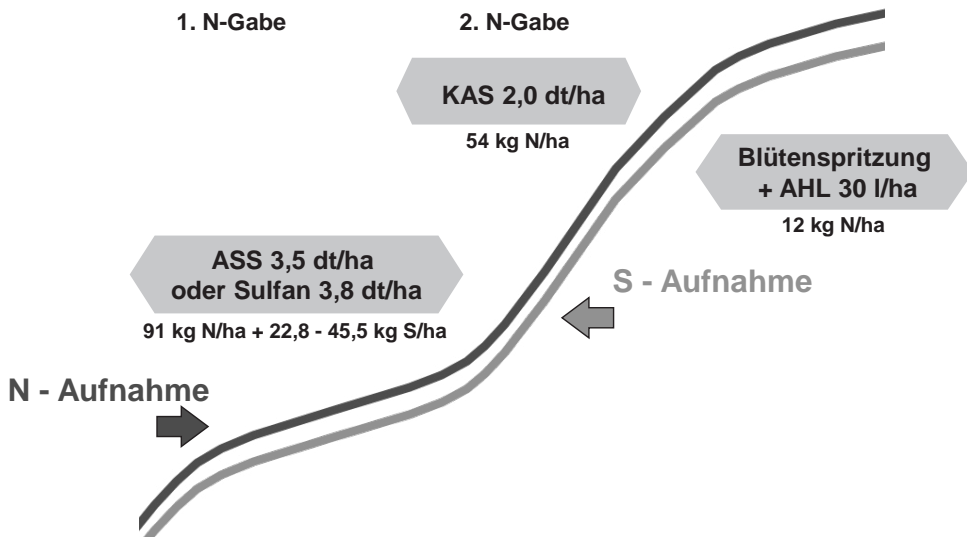 1. N-Gabe
2. N-Gabe
KAS 2,0 dt/ha
54 kg N/ha
Blütenspritzung
+ AHL 30 l/ha
12 kg N/ha
ASS 3,5 dt/ha
oder Sulfan 3,8 dt/ha
91 kg N/ha + 22,8 - 45,5 kg S/ha
S - Aufnahme
N - Aufnahme